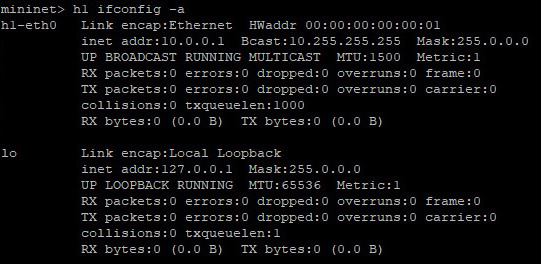 mininet> h1 ifconfig -a
h1-eth0   Link encap:Ethernet  HWaddr 00:00:00:00:00:01
          inet addr:10.0.0.1  Bcast:10.255.255.255  Mask:255.0.0.0
          UP BROADCAST RUNNING MULTICAST  MTU:1500  Metric:1
          RX packets:0 errors:0 dropped:0 overruns:0 frame:0
          TX packets:0 errors:0 dropped:0 overruns:0 carrier:0
          collisions:0 txqueuelen:1000
          RX bytes:0 (0.0 B)  TX bytes:0 (0.0 B)

lo        Link encap:Local Loopback
          inet addr:127.0.0.1  Mask:255.0.0.0
          UP LOOPBACK RUNNING  MTU:65536  Metric:1
          RX packets:0 errors:0 dropped:0 overruns:0 frame:0
          TX packets:0 errors:0 dropped:0 overruns:0 carrier:0
          collisions:0 txqueuelen:1
          RX bytes:0 (0.0 B)  TX bytes:0 (0.0 B)